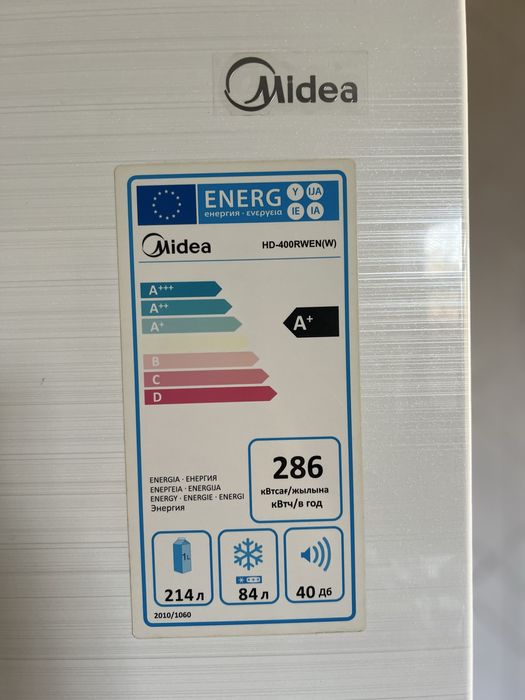 Midea
ENERG Y IJA
енергия · ενεργεια IE IA
Midea HD-400RWEN(W)
A+++
A++
A+
A+
B
C
D
286
кВтсағ/жылына
кВтч/в год
ENERGIA · ЕНЕРГИЯ
ΕΝΕΡΓΕΙΑ · ENERGIJA
ENERGY · ENERGIE · ENERGI
Энергия
1L
214 л
84 л
40 дб
2010/1060